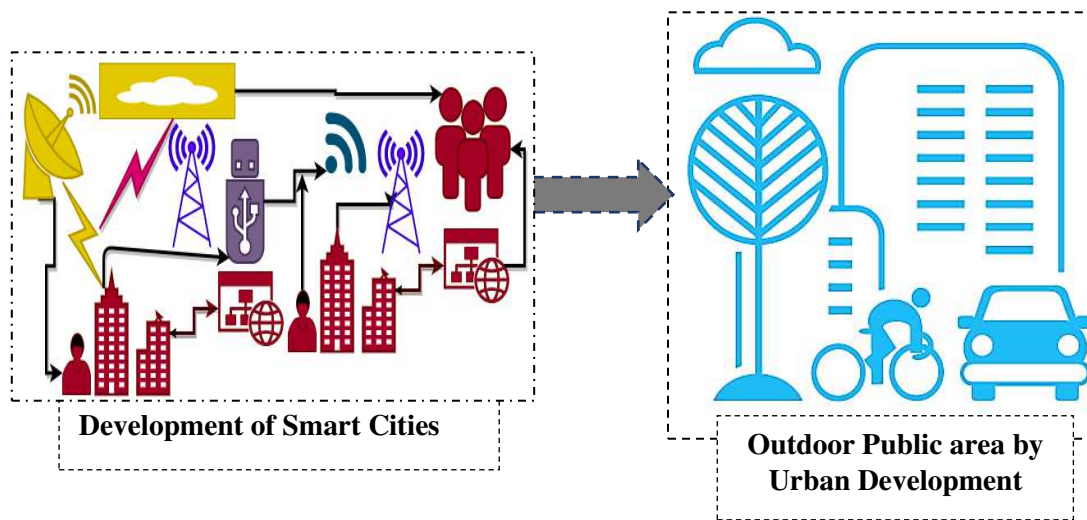 Development of Smart Cities
Outdoor Public area by
Urban Development